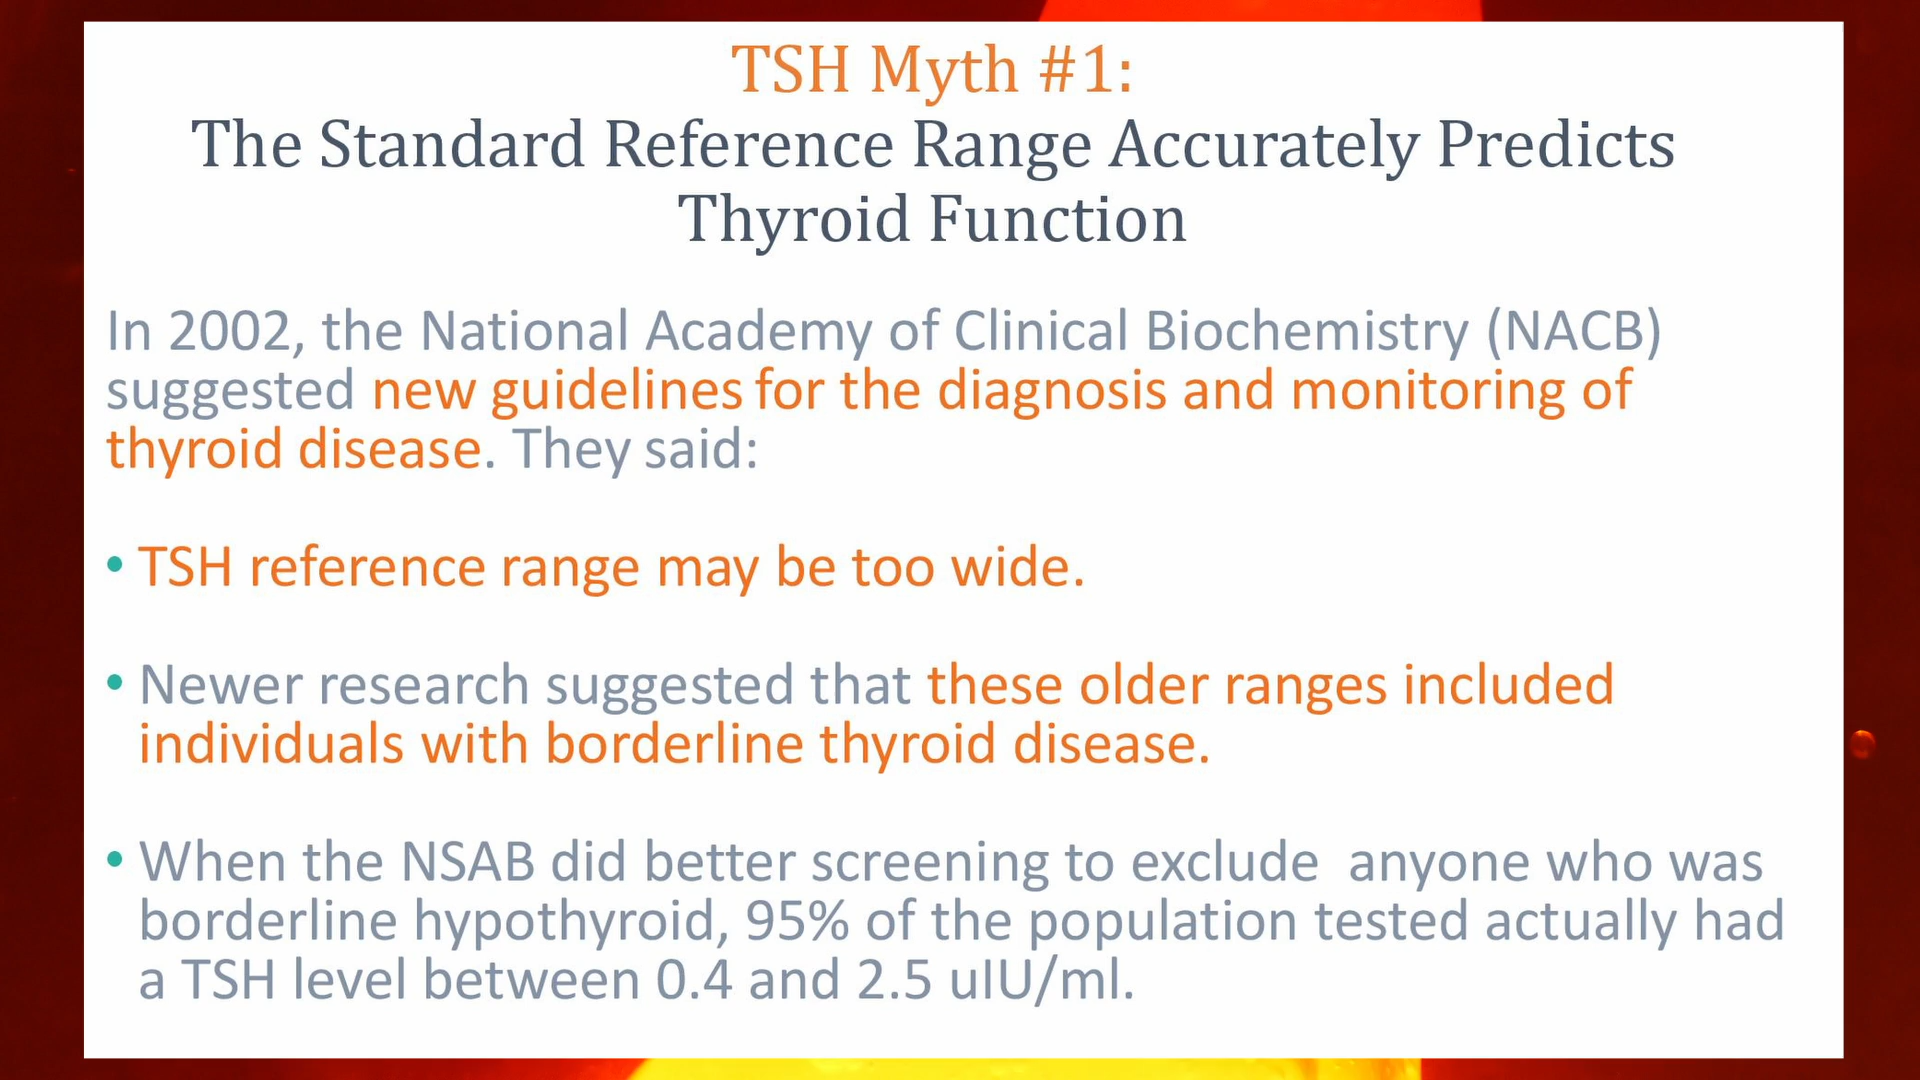 TSH Myth #1:
The Standard Reference Range Accurately Predicts
Thyroid Function
In 2002, the National Academy of Clinical Biochemistry (NACB)
suggested new guidelines for the diagnosis and monitoring of
thyroid disease. They said:
• TSH reference range may be too wide.
• Newer research suggested that these older ranges included
individuals with borderline thyroid disease.
• When the NSAB did better screening to exclude  anyone who was
borderline hypothyroid, 95% of the population tested actually had
a TSH level between 0.4 and 2.5 uIU/ml.